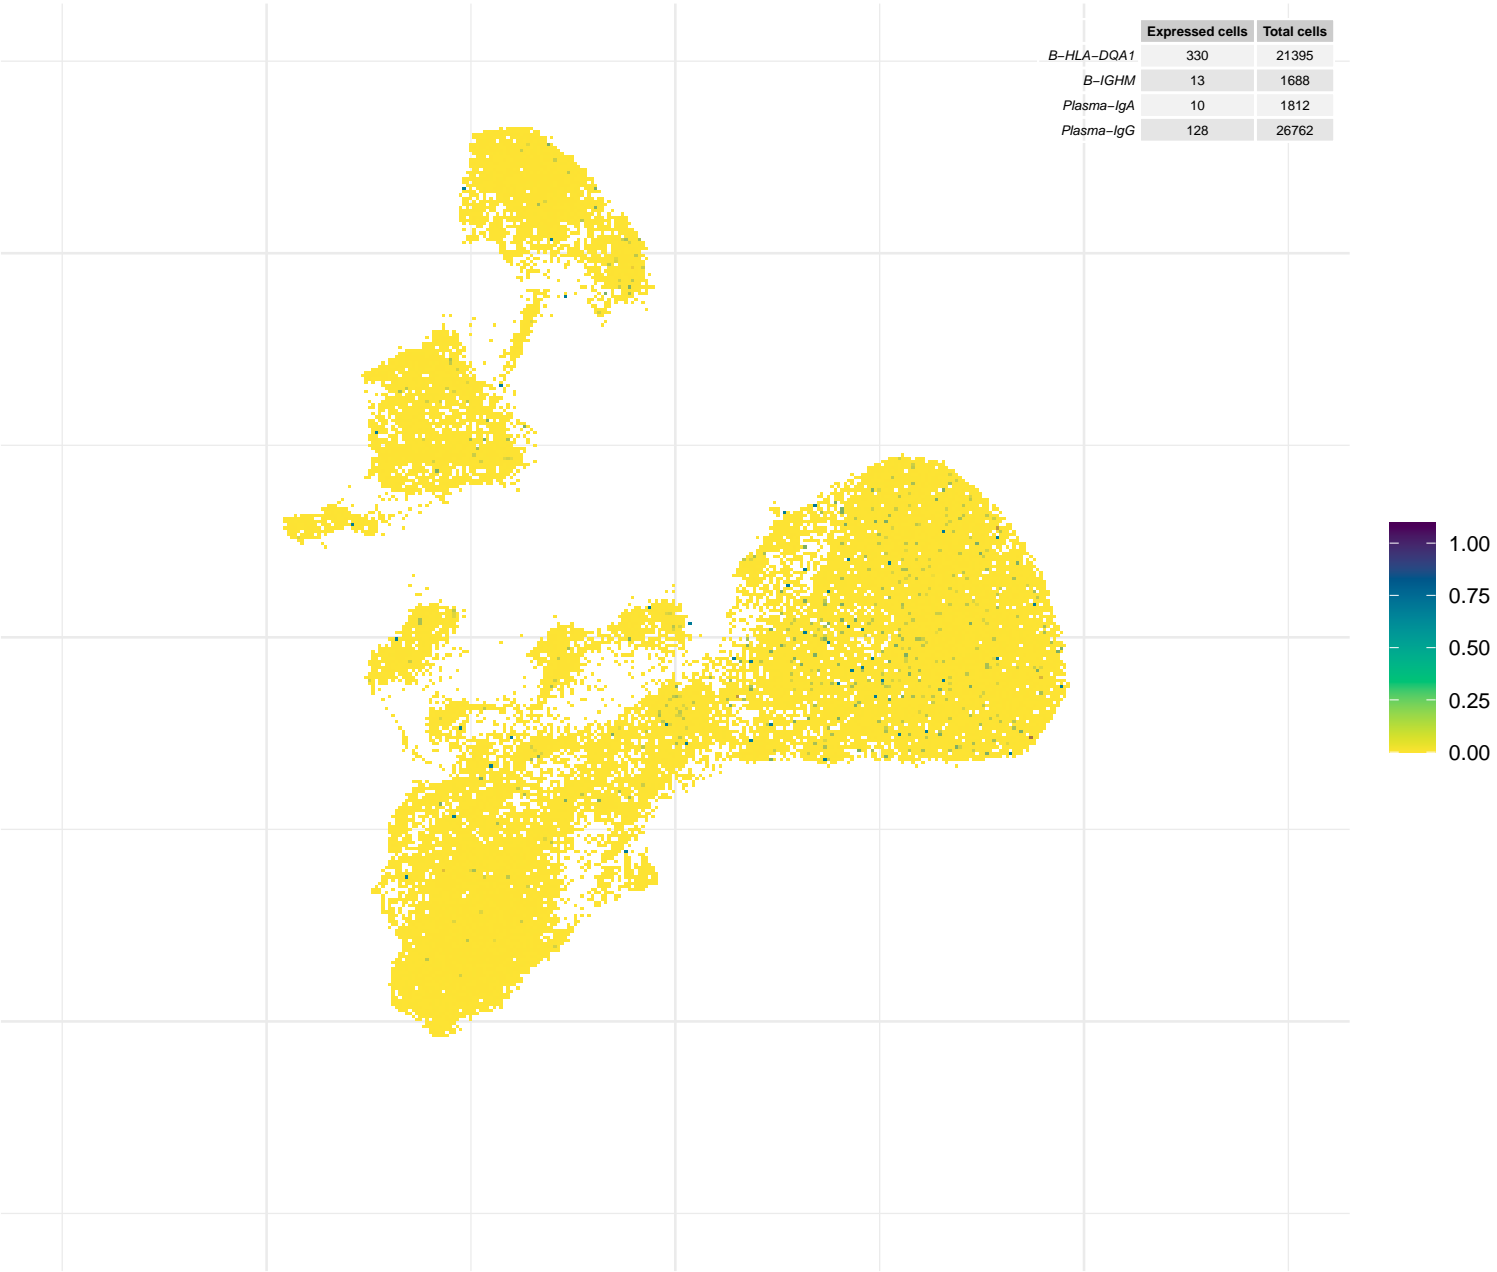 Expressed cells Total cells
B−HLA−DQA1 330 21395
B−IGHM 13 1688
Plasma−IgA 10 1812
Plasma−IgG 128 26762
1.00
0.75
0.50
0.25
0.00